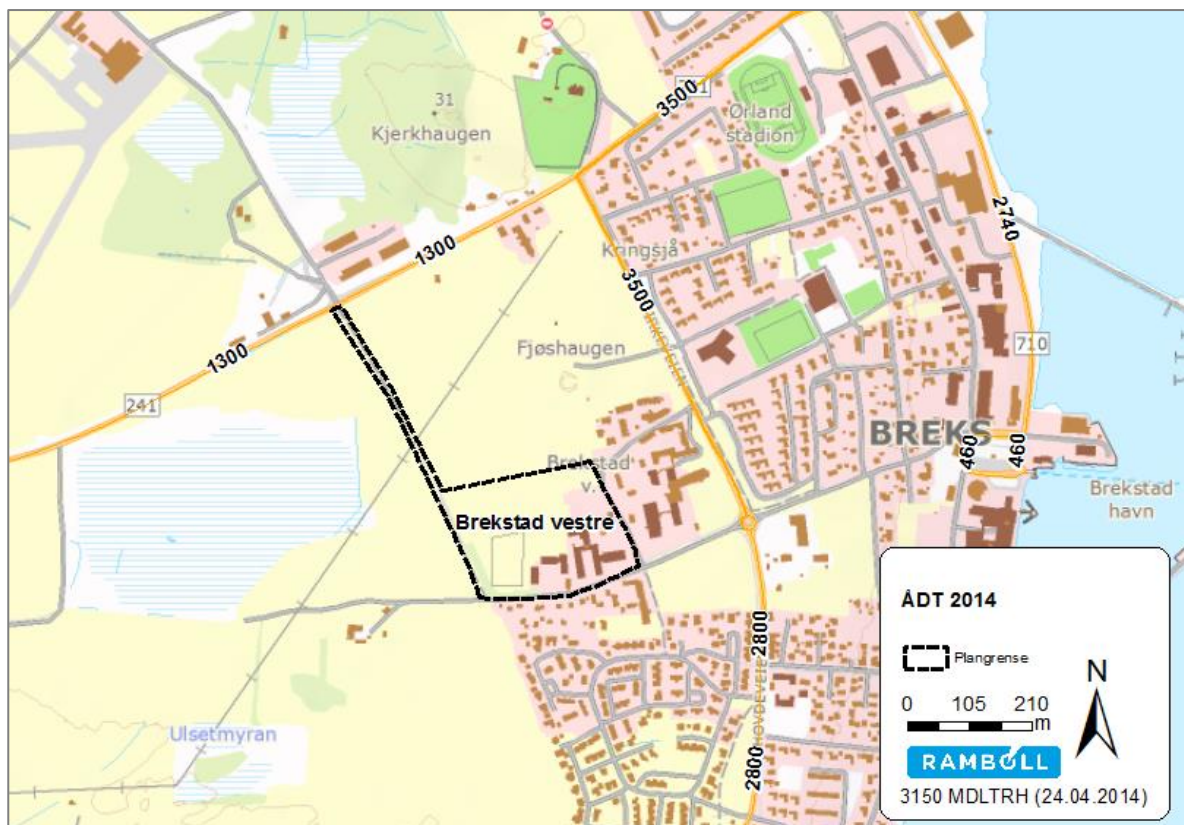 31
Kjerkhaugen
3500
Ørland
stadion
1300
Kringsjå
2740
3500
1300
Fjøshaugen
710
241
BREKS
460
460
Brekstad
v.
Brekstad
havn
Brekstad vestre
2800
Ulsetmyran
HOVDEVEIE
2800
ÅDT 2014
Plangrense
0 105 210
m
N
RAMBOLL
3150 MDLTRH (24.04.2014)